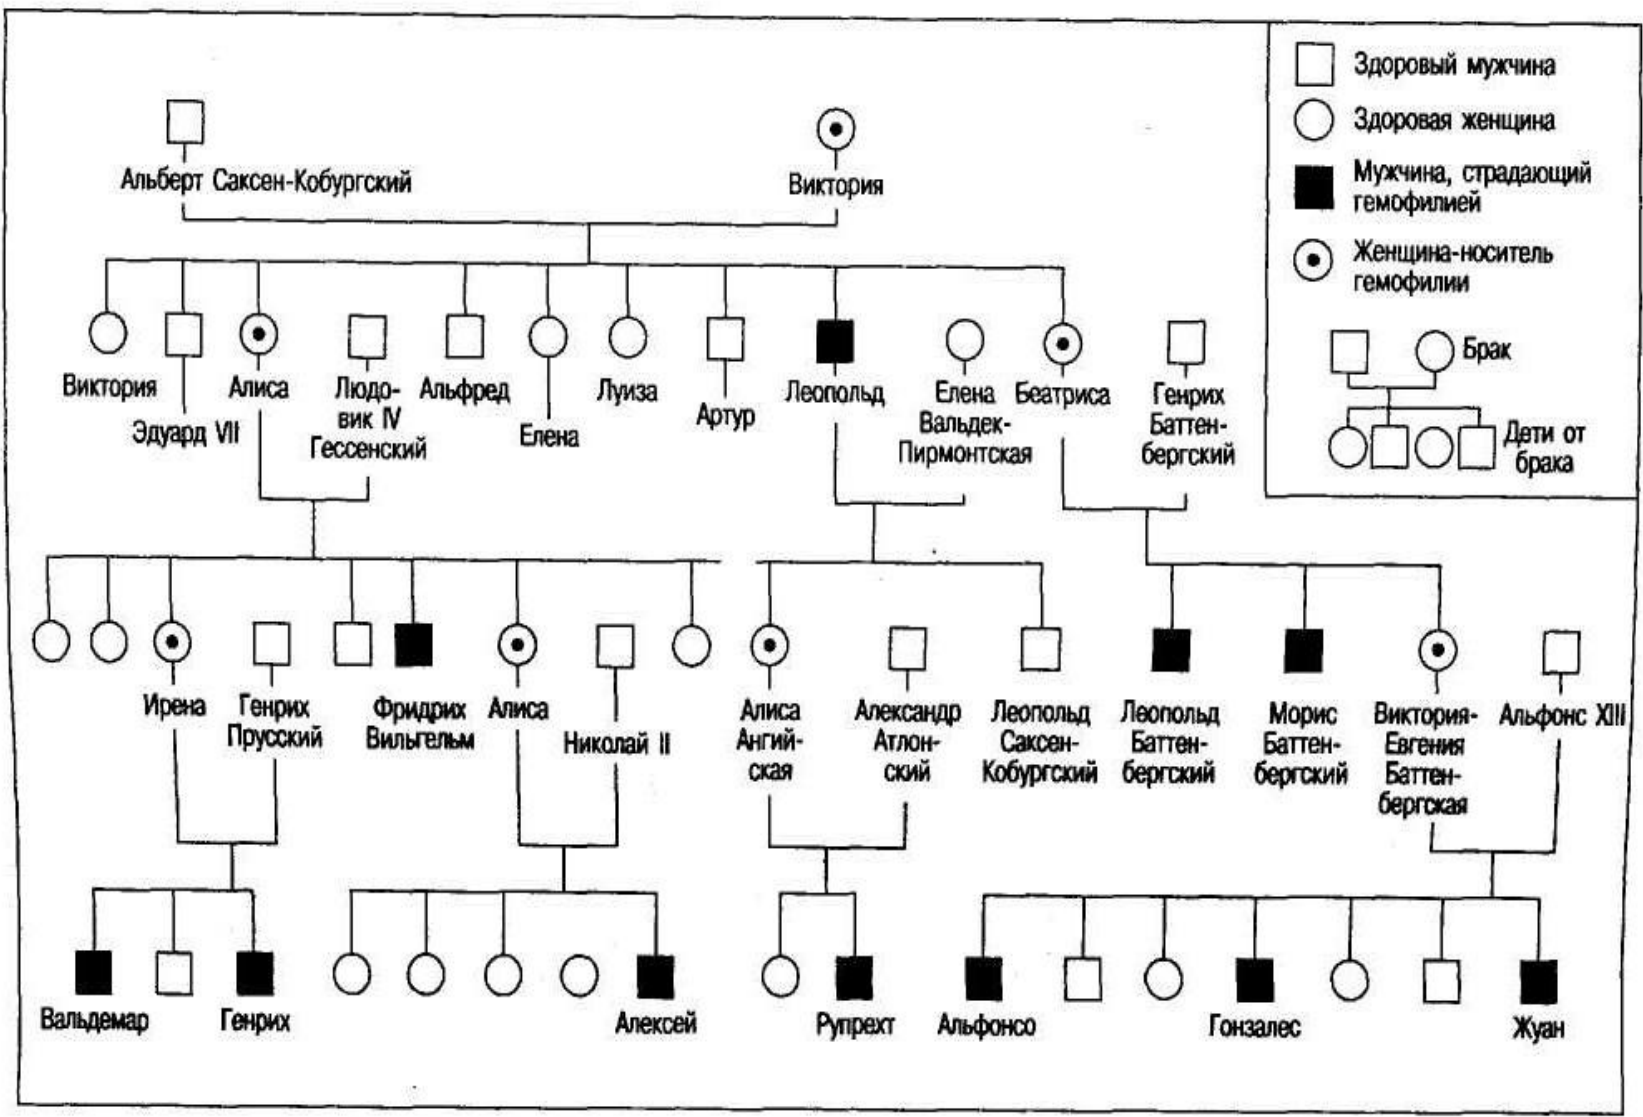 Здоровый мужчина
Здоровая женщина
Мужчина, страдающий
гемофилией
Женщина-носитель
гемофилии
Брак
Дети от
брака
Альберт Саксен-Кобургский
Виктория
Виктория
Эдуард VII
Алиса
Людо-
вик IV
Гессенский
Альфред
Елена
Луиза
Артур
Леопольд
Елена
Вальдек-
Пирмонтская
Беатриса
Генрих
Баттен-
бергский
Ирена
Генрих
Прусский
Фридрих
Вильгельм
Алиса
Николай II
Алиса
Ангий-
ская
Александр
Атлон-
ский
Леопольд
Саксен-
Кобургский
Леопольд
Баттен-
бергский
Морис
Баттен-
бергский
Виктория-
Евгения
Баттен-
бергская
Альфонс XIII
Вальдемар
Генрих
Алексей
Рупрехт
Альфонсо
Гонзалес
Жуан